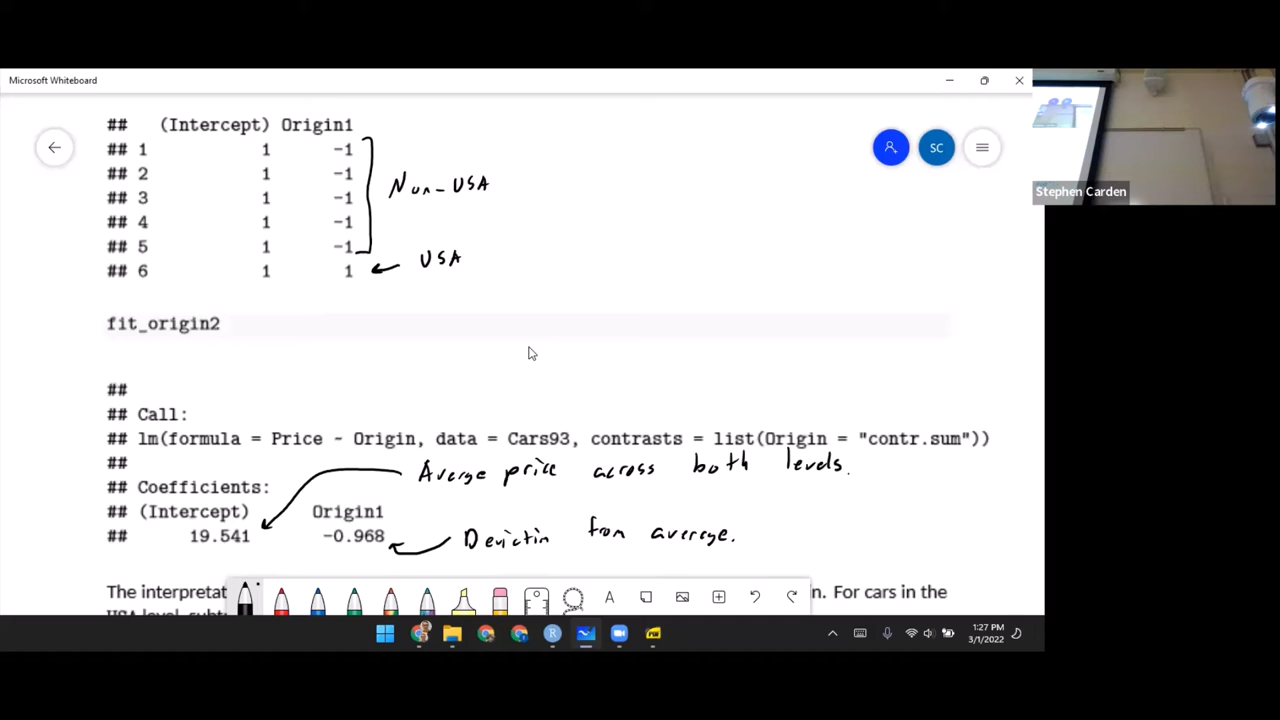 Microsoft Whiteboard
## (Intercept) Origin1
## 1 1 -1
## 2 1 -1
## 3 1 -1
## 4 1 -1
## 5 1 -1
## 6 1 1
Non-USA
USA
SC
Stephen Carden
fit_origin2
##
## Call:
## lm(formula = Price ~ Origin, data = Cars93, contrasts = list(Origin = "contr.sum"))
##
Average price across both levels.
## Coefficients:
## (Intercept) Origin1
## 19.541 -0.968
Deviation from average.
The interpretat n. For cars in the
1:27 PM
3/1/2022